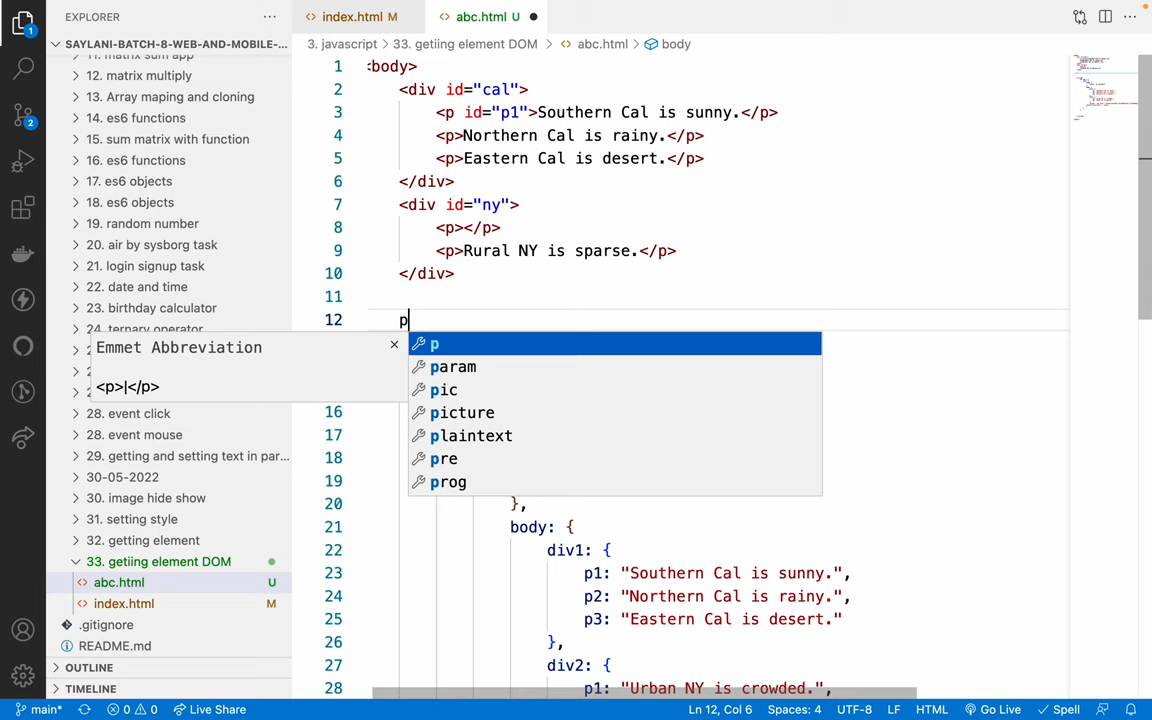 EXPLORER
index.html M
abc.html U
SAYLANI-BATCH-8-WEB-AND-MOBILE-...
3. javascript > 33. getiing element DOM > abc.html > body
11. matrix sum app
12. matrix multiply
13. Array maping and cloning
14. es6 functions
15. sum matrix with function
16. es6 functions
17. es6 objects
18. es6 objects
19. random number
20. air by sysborg task
21. login signup task
22. date and time
23. birthday calculator
24. ternary operator
28. event click
28. event mouse
29. getting and setting text in par...
30-05-2022
30. image hide show
31. setting style
32. getting element
33. getiing element DOM
abc.html U
index.html M
.gitignore
README.md
OUTLINE
TIMELINE
1 <body>
2 <div id="cal">
3 <p id="p1">Southern Cal is sunny.</p>
4 <p>Northern Cal is rainy.</p>
5 <p>Eastern Cal is desert.</p>
6 </div>
7 <div id="ny">
8 <p></p>
9 <p>Rural NY is sparse.</p>
10 </div>
11
12 p
Emmet Abbreviation
<p>|</p>
p
param
pic
picture
plaintext
pre
prog
16
17
18
19
20 },
21 body: {
22 div1: {
23 p1: "Southern Cal is sunny.",
24 p2: "Northern Cal is rainy.",
25 p3: "Eastern Cal is desert."
26 },
27 div2: {
28 p1: "Urban NY is crowded.",
1
2
main* 0 0 Live Share Ln 12, Col 6 Spaces: 4 UTF-8 LF HTML Go Live Spell